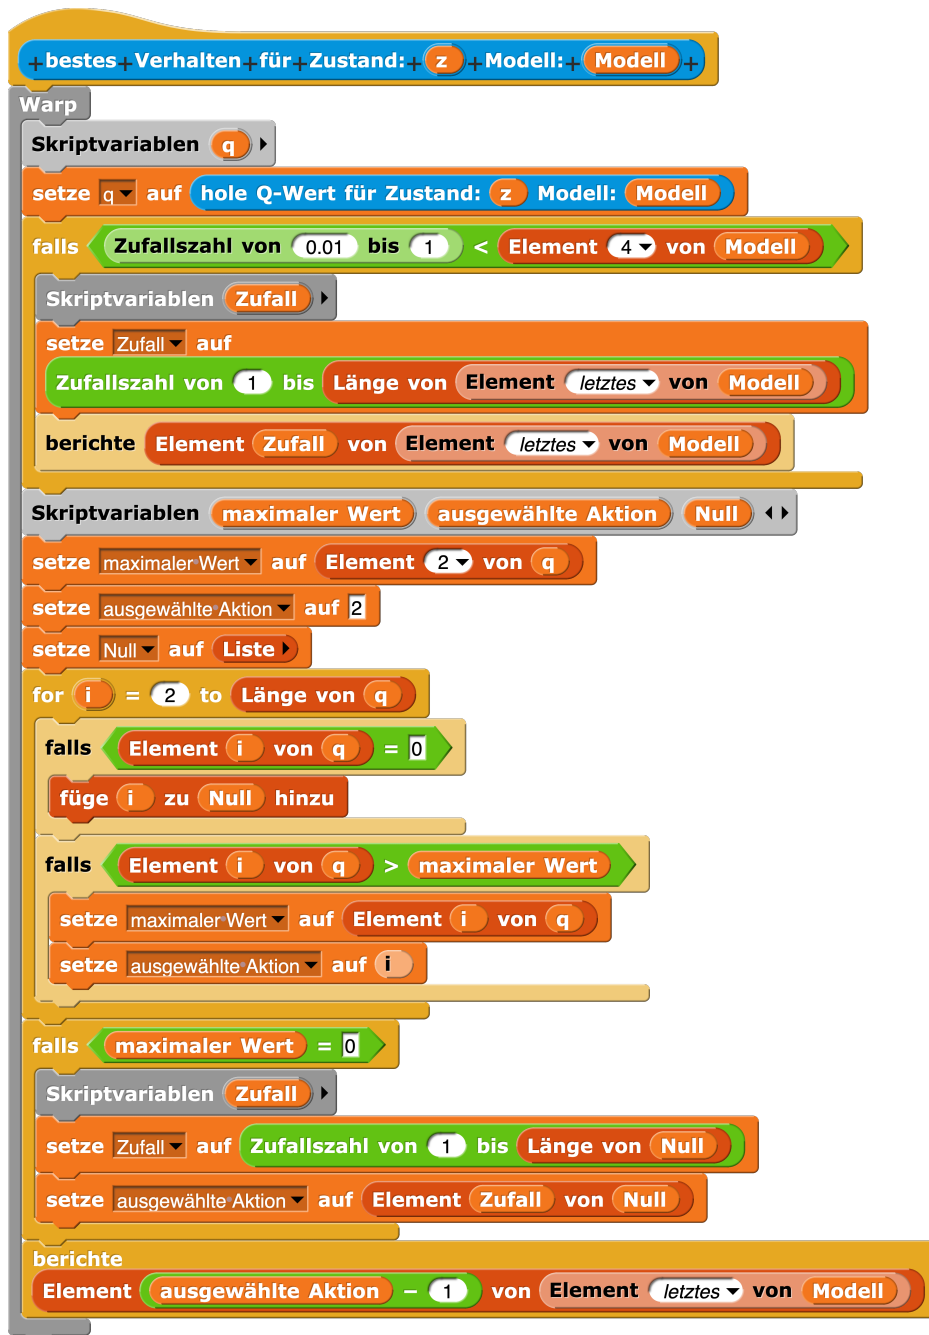 +bestes+Verhalten+für+Zustand:+ z +Modell:+ Modell +
Warp
Skriptvariablen q
setze q auf hole Q-Wert für Zustand: z Modell: Modell
falls Zufallszahl von 0.01 bis 1 < Element 4 von Modell
Skriptvariablen Zufall
setze Zufall auf
Zufallszahl von 1 bis Länge von Element letztes von Modell
berichte Element Zufall von Element letztes von Modell
Skriptvariablen maximaler Wert ausgewählte Aktion Null
setze maximaler Wert auf Element 2 von q
setze ausgewählte Aktion auf 2
setze Null auf Liste
for i = 2 to Länge von q
falls Element i von q = 0
füge i zu Null hinzu
falls Element i von q > maximaler Wert
setze maximaler Wert auf Element i von q
setze ausgewählte Aktion auf i
falls maximaler Wert = 0
Skriptvariablen Zufall
setze Zufall auf Zufallszahl von 1 bis Länge von Null
setze ausgewählte Aktion auf Element Zufall von Null
berichte
Element ausgewählte Aktion − 1 von Element letztes von Modell